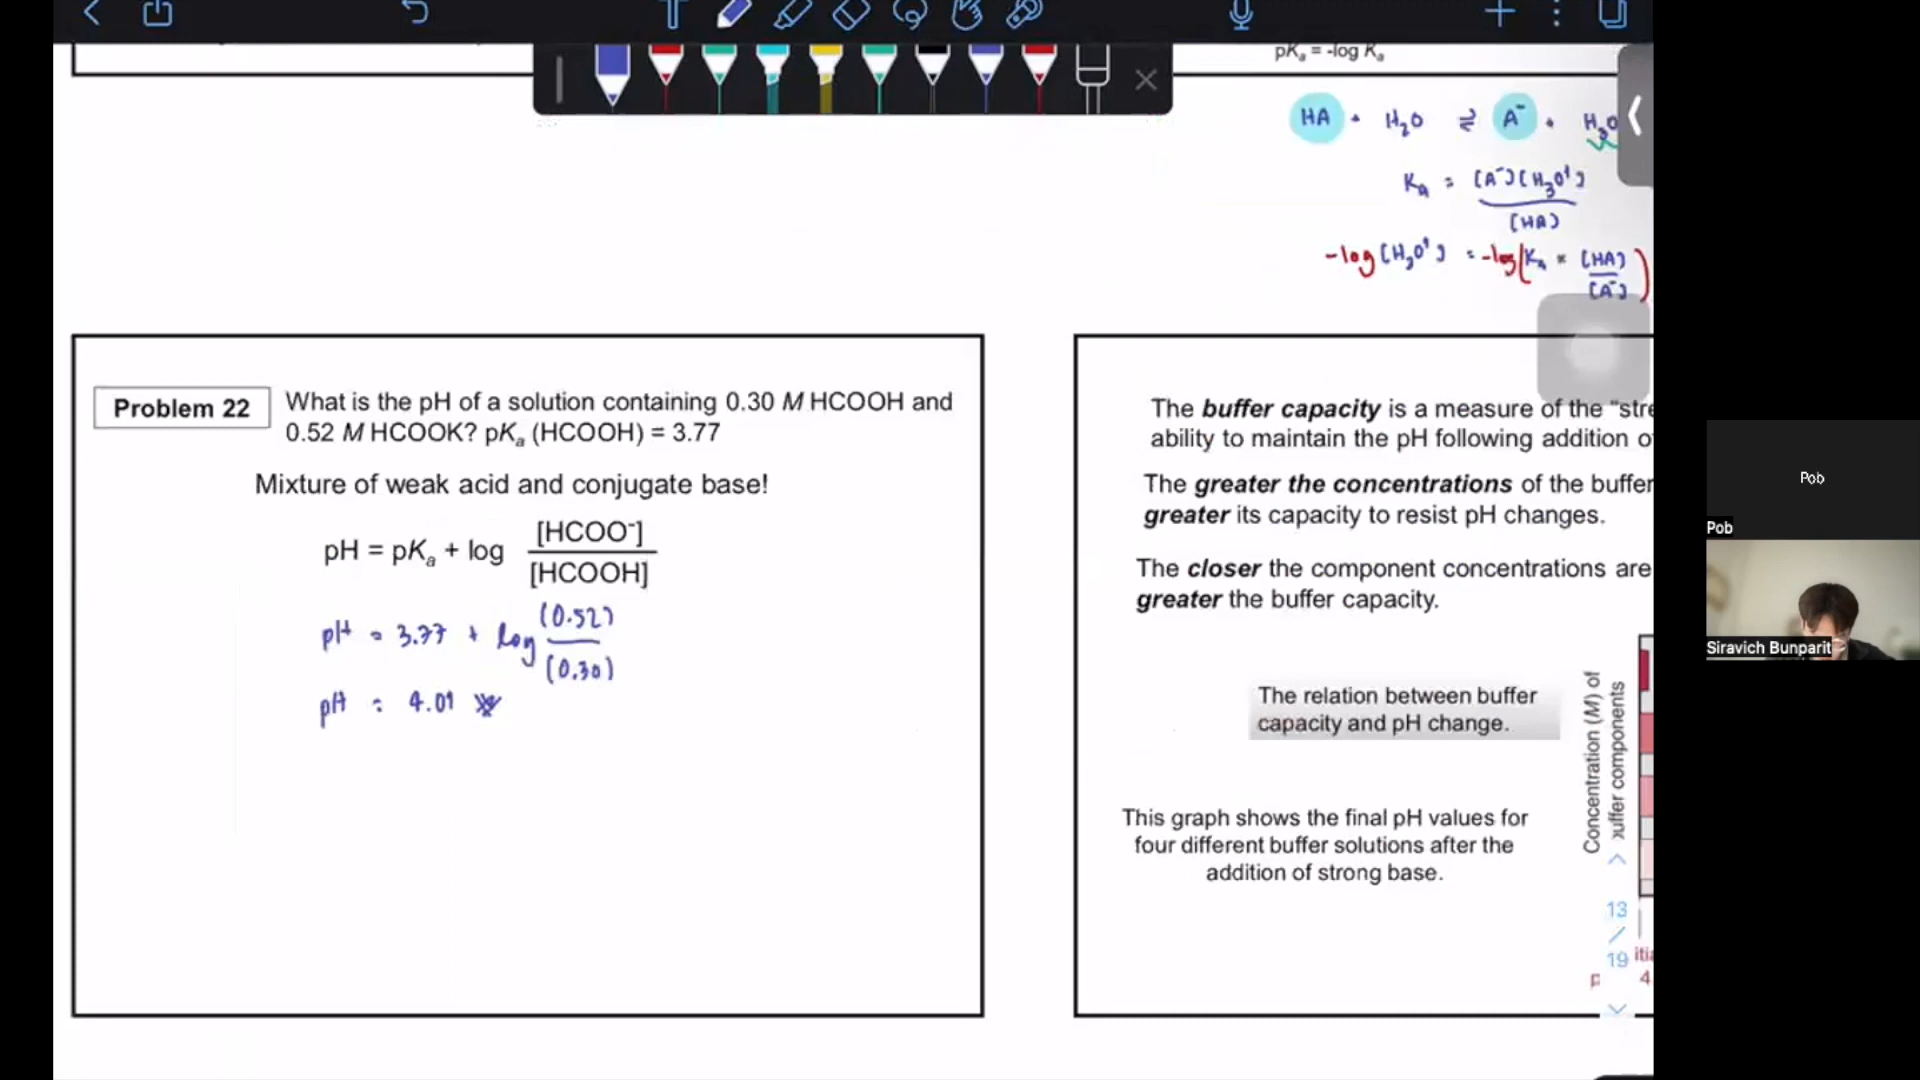 pKa = -log Ka
HA + H₂O ⇌ A⁻ + H₃O
Ka = [A⁻][H₃O⁺]
[HA]
-log[H₃O⁺] = -log(Ka × [HA]
[A⁻])
Problem 22
What is the pH of a solution containing 0.30 M HCOOH and
0.52 M HCOOK? pKa (HCOOH) = 3.77
Mixture of weak acid and conjugate base!
pH = pKa + log [HCOO⁻]
[HCOOH]
pH = 3.77 + log (0.52)
(0.30)
pH = 4.01
The buffer capacity is a measure of the “stre
ability to maintain the pH following addition o
The greater the concentrations of the buffer
greater its capacity to resist pH changes.
The closer the component concentrations are
greater the buffer capacity.
The relation between buffer
capacity and pH change.
This graph shows the final pH values for
four different buffer solutions after the
addition of strong base.
Concentration (M) of
uffer components
13
/
19
itia
p 4
Pob
Pob
Siravich Bunparit